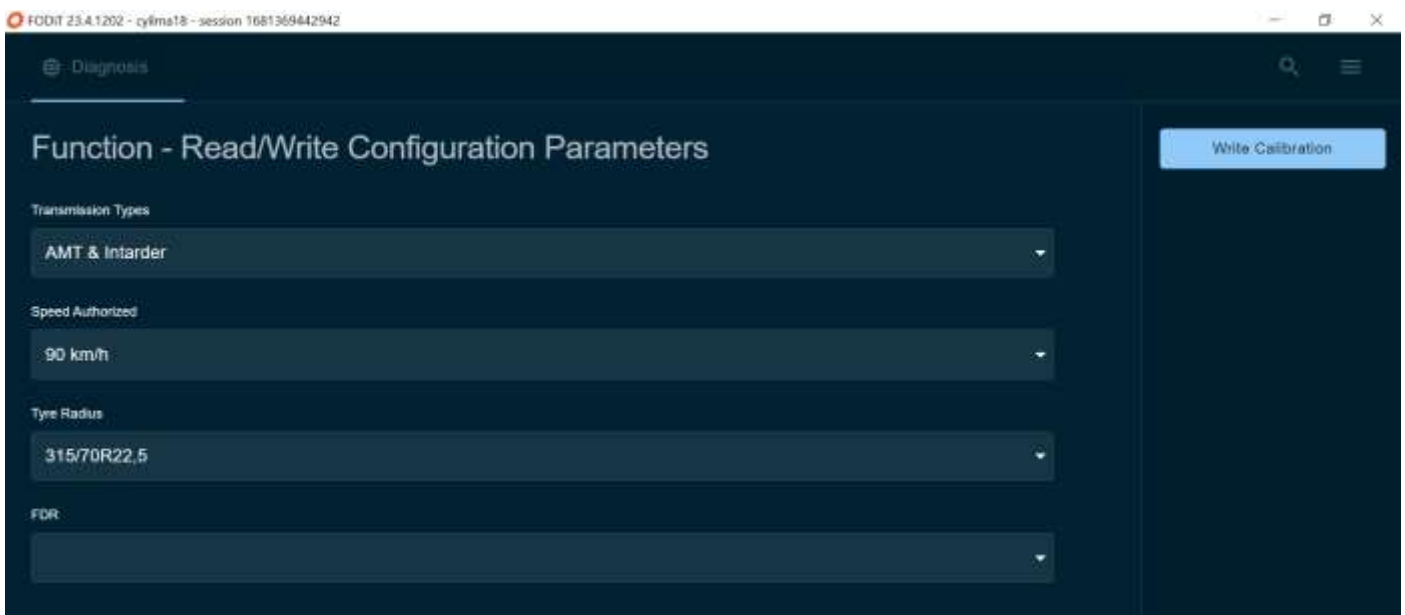 FODIT 23.4.1202 - cylima18 - session 1681369442942
Diagnosis
Function - Read/Write Configuration Parameters
Write Calibration
Transmission Types
AMT & Intarder
Speed Authorized
90 km/h
Tyre Radius
315/70R22,5
FDR